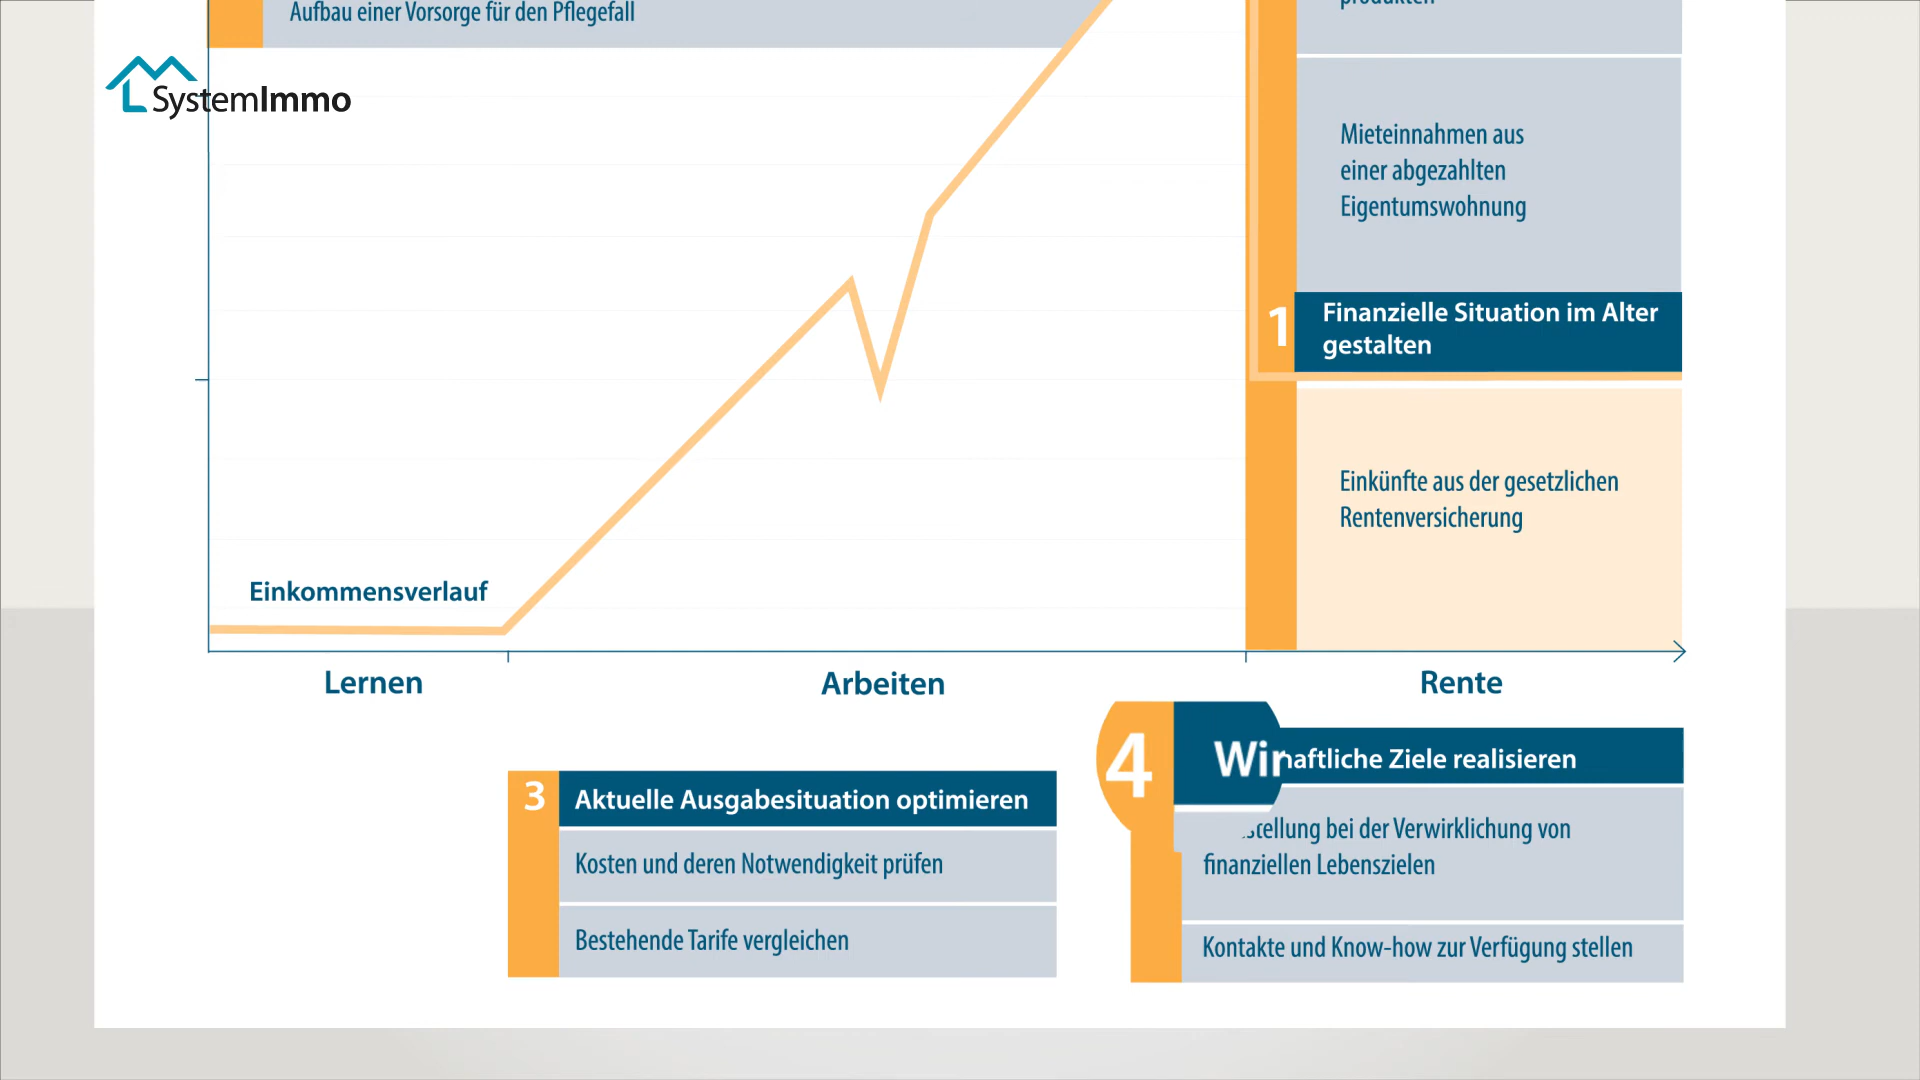 Aufbau einer Vorsorge für den Pflegefall
produkten
SystemImmo
Mieteinnahmen aus
einer abgezahlten
Eigentumswohnung
1
Finanzielle Situation im Alter
gestalten
Einkünfte aus der gesetzlichen
Rentenversicherung
Einkommensverlauf
Lernen
Arbeiten
Rente
3
Aktuelle Ausgabesituation optimieren
Kosten und deren Notwendigkeit prüfen
Bestehende Tarife vergleichen
4
Ziele realisieren
bei der Verwirklichung von
finanziellen Lebenszielen
Kontakte und Know-how zur Verfügung stellen